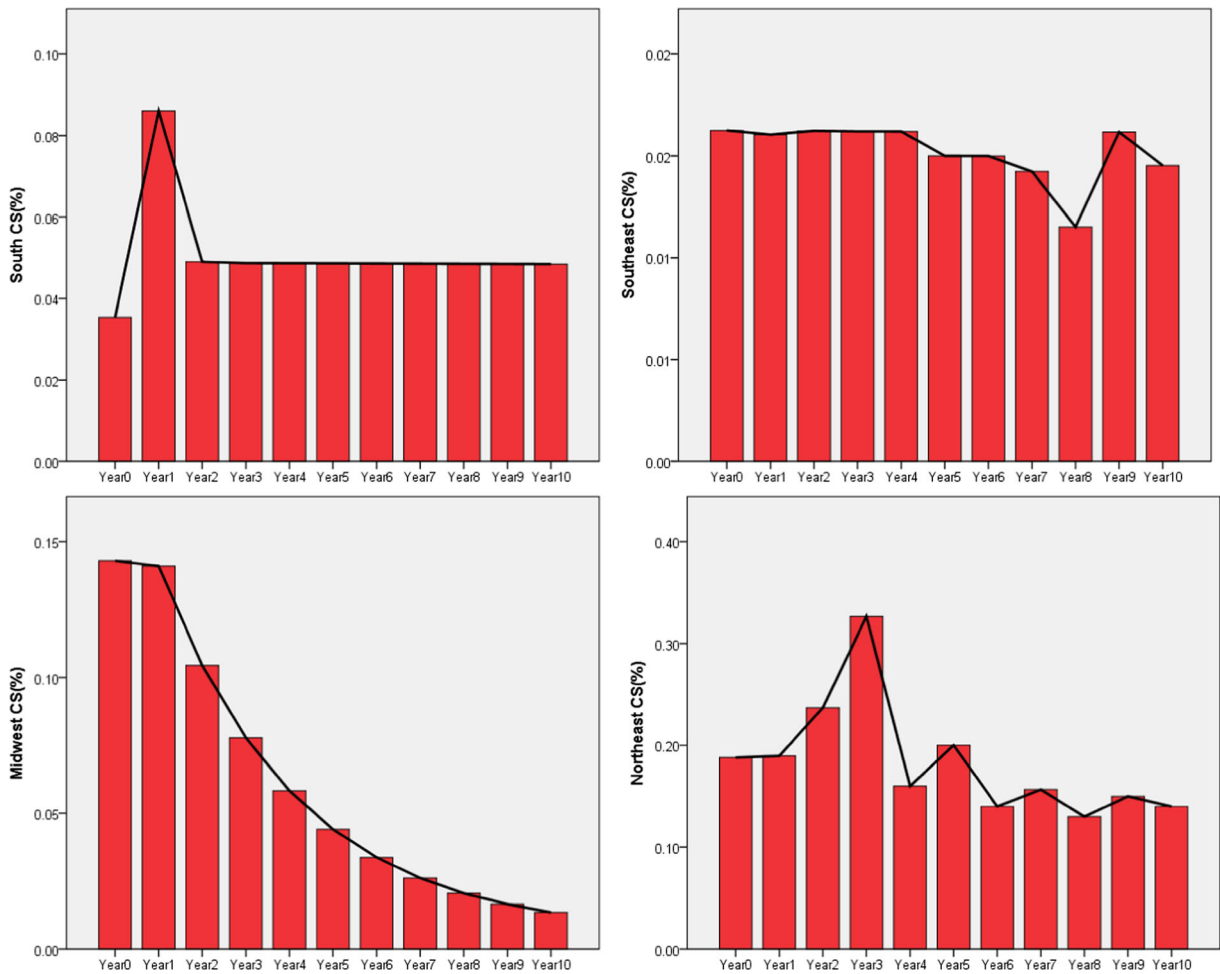 South CS(%)
0.10
0.08
0.06
0.04
0.02
0.00
Year0 Year1 Year2 Year3 Year4 Year5 Year6 Year7 Year8 Year9 Year10
Southeast CS(%)
0.02
0.02
0.01
0.01
0.00
Year0 Year1 Year2 Year3 Year4 Year5 Year6 Year7 Year8 Year9 Year10
Midwest CS(%)
0.15
0.10
0.05
0.00
Year0 Year1 Year2 Year3 Year4 Year5 Year6 Year7 Year8 Year9 Year10
Northeast CS(%)
0.40
0.30
0.20
0.10
0.00
Year0 Year1 Year2 Year3 Year4 Year5 Year6 Year7 Year8 Year9 Year10